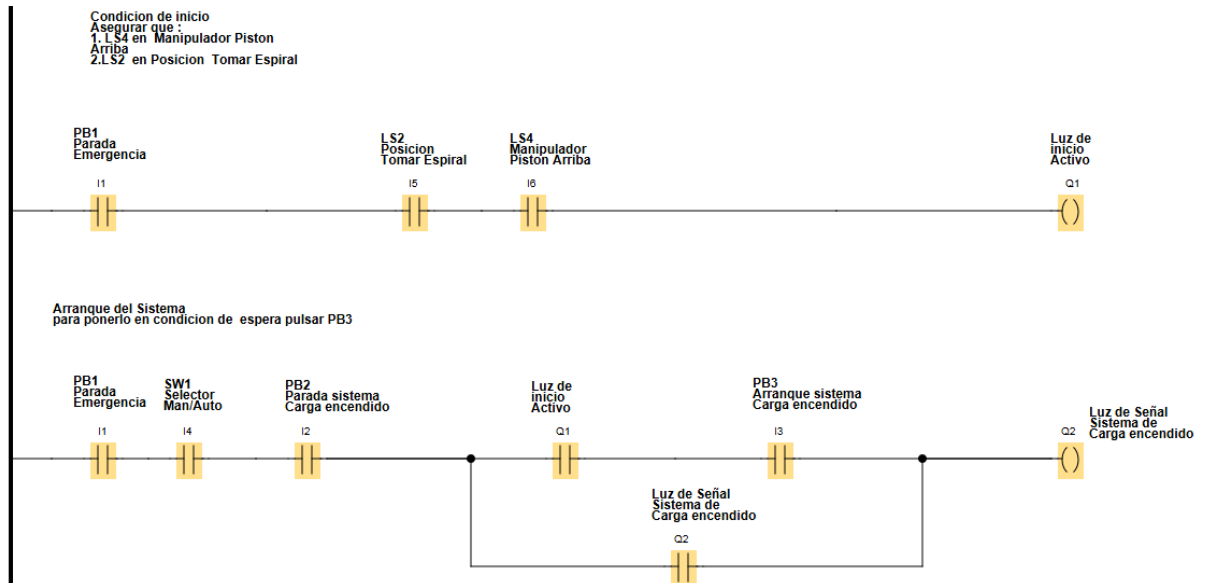 Condicion de inicio
Asegurar que :
1. LS4 en Manipulador Piston
Arriba
2.LS2 en Posicion Tomar Espiral
PB1
Parada
Emergencia
I1
LS2
Posicion
Tomar Espiral
I5
LS4
Manipulador
Piston Arriba
I6
Luz de
inicio
Activo
Q1
Arranque del Sistema
para ponerlo en condicion de espera pulsar PB3
PB1
Parada
Emergencia
I1
SW1
Selector
Man/Auto
I4
PB2
Parada sistema
Carga encendido
I2
Luz de
inicio
Activo
Q1
PB3
Arranque sistema
Carga encendido
I3
Luz de Señal
Sistema de
Carga encendido
Q2
Luz de Señal
Sistema de
Carga encendido
Q2